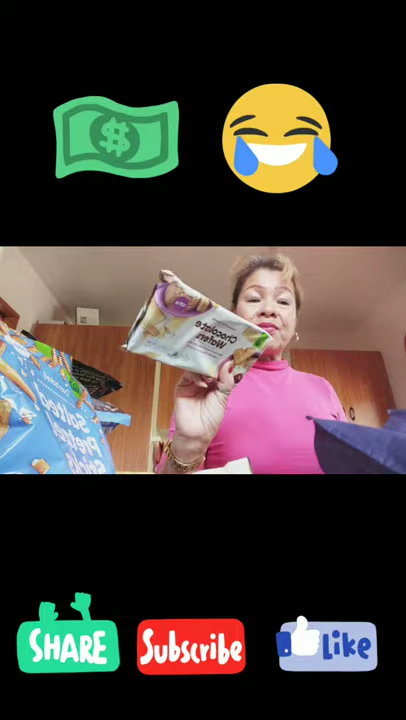 $
Chocolate
Wafers
Salted
Pretzel
Sticks
SHARE
Subscribe
Like